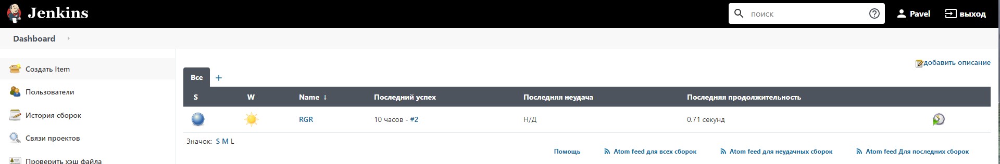 Jenkins
поиск
Pavel
выход
Dashboard
Создать Item
Пользователи
История сборок
Связи проектов
Проверить хэш файла
добавить описание
Все +
S W Name ↓ Последний успех Последняя неудача Последняя продолжительность
RGR 10 часов - #2 Н/Д 0.71 секунд
Значок: S M L
Помощь Atom feed для всех сборок Atom feed для неудачных сборок Atom feed Для последних сборок